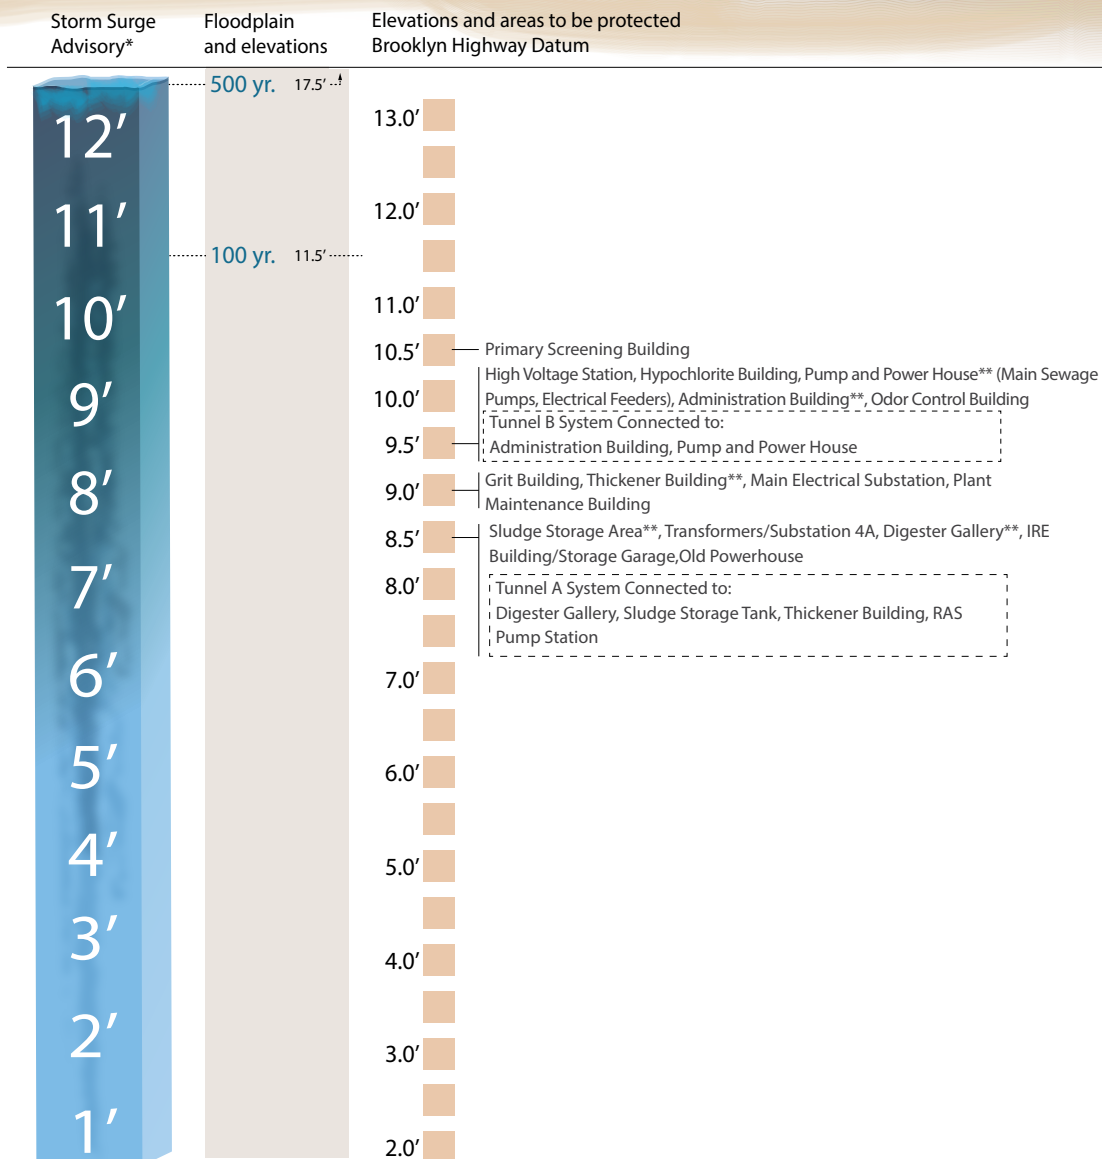 Storm Surge
Advisory*
Floodplain
and elevations
Elevations and areas to be protected
Brooklyn Highway Datum
12′
11′
10′
9′
8′
7′
6′
5′
4′
3′
2′
1′
500 yr. 17.5′
100 yr. 11.5′
13.0′
12.0′
11.0′
10.5′ Primary Screening Building
High Voltage Station, Hypochlorite Building, Pump and Power House** (Main Sewage
10.0′ Pumps, Electrical Feeders), Administration Building**, Odor Control Building
Tunnel B System Connected to:
9.5′ Administration Building, Pump and Power House
Grit Building, Thickener Building**, Main Electrical Substation, Plant
9.0′ Maintenance Building
8.5′ Sludge Storage Area**, Transformers/Substation 4A, Digester Gallery**, IRE
Building/Storage Garage,Old Powerhouse
8.0′ Tunnel A System Connected to:
Digester Gallery, Sludge Storage Tank, Thickener Building, RAS
Pump Station
7.0′
6.0′
5.0′
4.0′
3.0′
2.0′